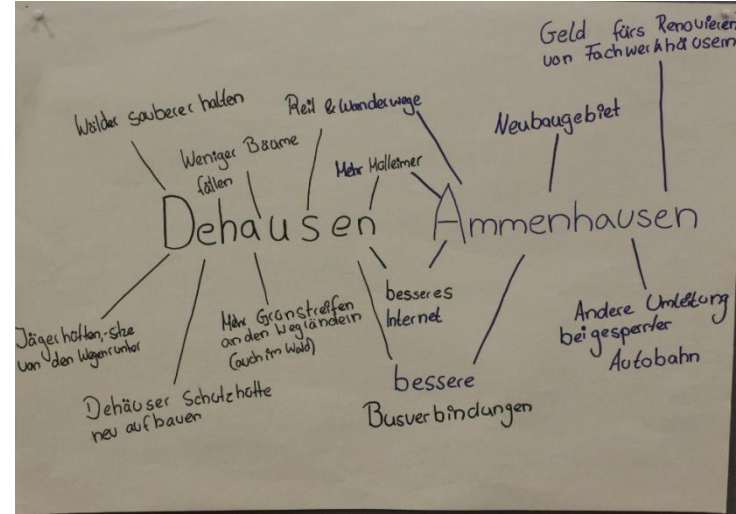 Geld fürs Renovieren
von Fachwerkhäusern
Wälder sauberer halten
Reit & Wanderwege
Neubaugebiet
Weniger Bäume
fällen
Mehr Mülleimer
Dehausen
Ammenhausen
Jägerhütten,-sitze
von den Wegen runter
Mehr Grünstreifen
an den Wegrändern
(auch im Wald)
besseres
Internet
Andere Umleitung
bei gesperrter
Autobahn
Dehäuser Schutzhütte
neu aufbauen
bessere
Busverbindungen